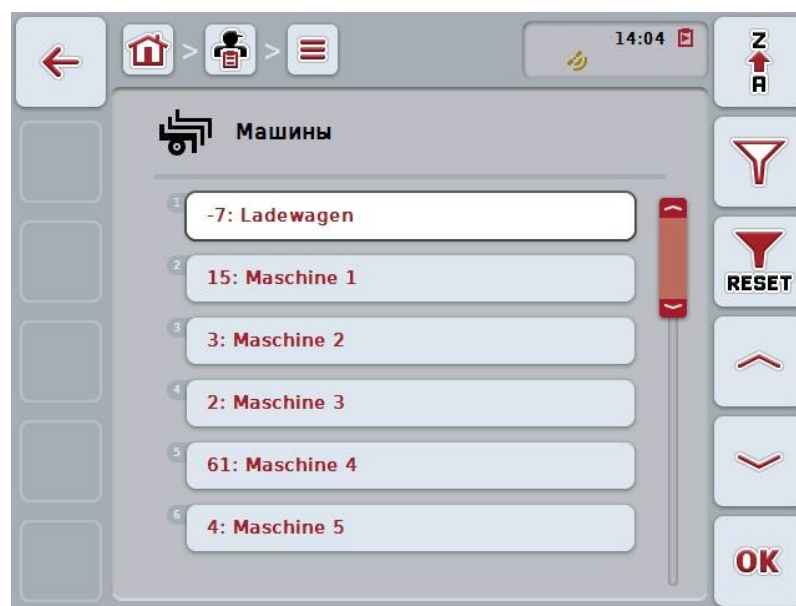 14:04
Z
A
Машины
1
-7: Ladewagen
2
15: Maschine 1
RESET
3
3: Maschine 2
4
2: Maschine 3
5
61: Maschine 4
6
4: Maschine 5
OK